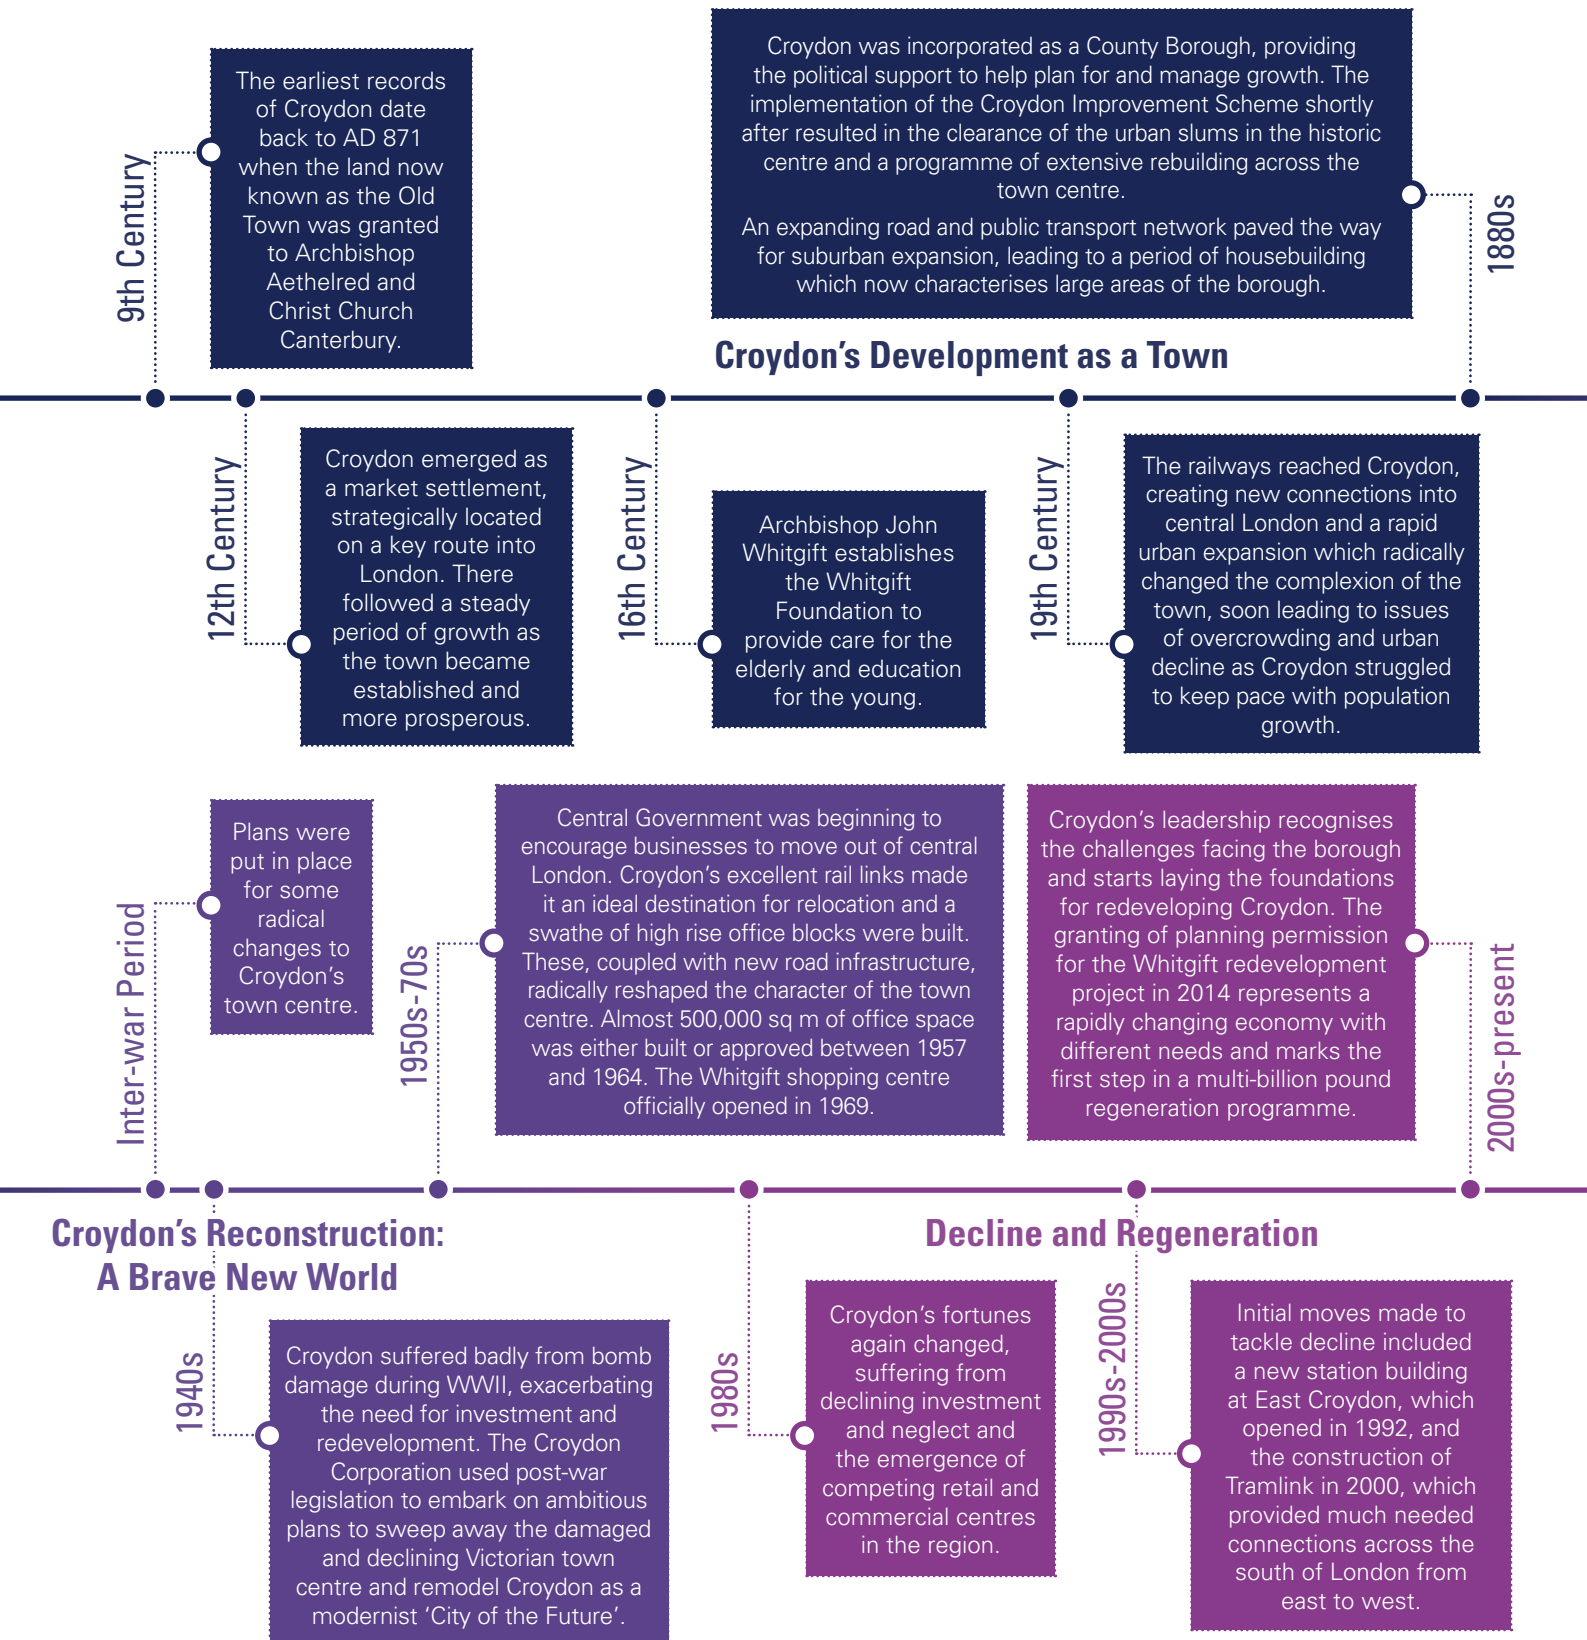 9th Century
The earliest records
of Croydon date
back to AD 871
when the land now
known as the Old
Town was granted
to Archbishop
Aethelred and
Christ Church
Canterbury.
12th Century
Croydon emerged as
a market settlement,
strategically located
on a key route into
London. There
followed a steady
period of growth as
the town became
established and
more prosperous.
16th Century
Archbishop John
Whitgift establishes
the Whitgift
Foundation to
provide care for the
elderly and education
for the young.
Croydon’s Development as a Town
19th Century
The railways reached Croydon,
creating new connections into
central London and a rapid
urban expansion which radically
changed the complexion of the
town, soon leading to issues
of overcrowding and urban
decline as Croydon struggled
to keep pace with population
growth.
1880s
Croydon was incorporated as a County Borough, providing
the political support to help plan for and manage growth. The
implementation of the Croydon Improvement Scheme shortly
after resulted in the clearance of the urban slums in the historic
centre and a programme of extensive rebuilding across the
town centre.
An expanding road and public transport network paved the way
for suburban expansion, leading to a period of housebuilding
which now characterises large areas of the borough.
Inter-war Period
Plans were
put in place
for some
radical
changes to
Croydon’s
town centre.
Croydon’s Reconstruction:
A Brave New World
1940s
Croydon suffered badly from bomb
damage during WWII, exacerbating
the need for investment and
redevelopment. The Croydon
Corporation used post-war
legislation to embark on ambitious
plans to sweep away the damaged
and declining Victorian town
centre and remodel Croydon as a
modernist ‘City of the Future’.
1950s-70s
Central Government was beginning to
encourage businesses to move out of central
London. Croydon’s excellent rail links made
it an ideal destination for relocation and a
swathe of high rise office blocks were built.
These, coupled with new road infrastructure,
radically reshaped the character of the town
centre. Almost 500,000 sq m of office space
was either built or approved between 1957
and 1964. The Whitgift shopping centre
officially opened in 1969.
1980s
Croydon’s fortunes
again changed,
suffering from
declining investment
and neglect and
the emergence of
competing retail and
commercial centres
in the region.
Decline and Regeneration
1990s-2000s
Initial moves made to
tackle decline included
a new station building
at East Croydon, which
opened in 1992, and
the construction of
Tramlink in 2000, which
provided much needed
connections across the
south of London from
east to west.
2000s-present
Croydon’s leadership recognises
the challenges facing the borough
and starts laying the foundations
for redeveloping Croydon. The
granting of planning permission
for the Whitgift redevelopment
project in 2014 represents a
rapidly changing economy with
different needs and marks the
first step in a multi-billion pound
regeneration programme.